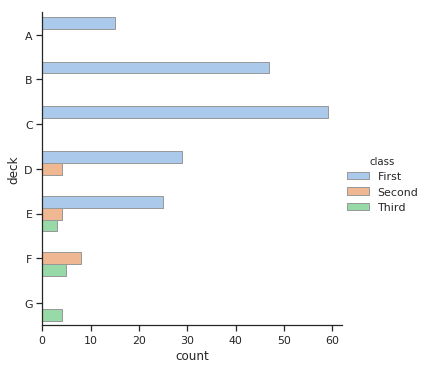 A
B
C
D
E
F
G
deck
0 10 20 30 40 50 60
count
class
First
Second
Third